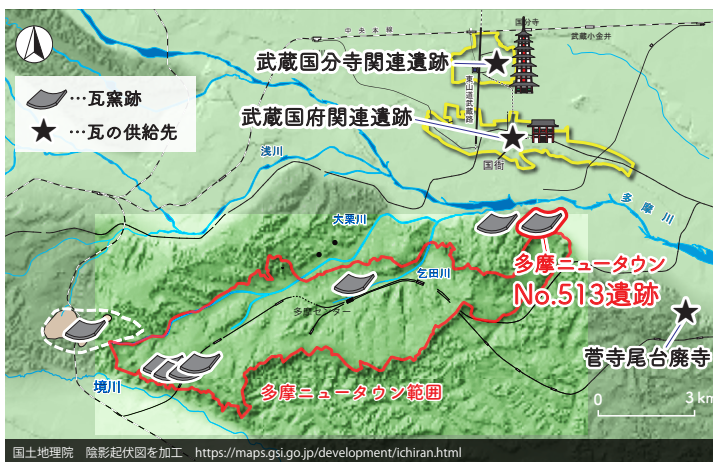 中央本線
国分寺
武蔵小金井
武蔵国分寺関連遺跡
…瓦窯跡
東山道武蔵路
武蔵国府関連遺跡
…瓦の供給先
国衙
浅川
多摩川
大栗川
乞田川
多摩ニュータウン
No.513遺跡
多摩センター
菅寺尾台廃寺
境川
多摩ニュータウン範囲
0 3 km
国土地理院 陰影起伏図を加工 https://maps.gsi.go.jp/development/ichiran.html